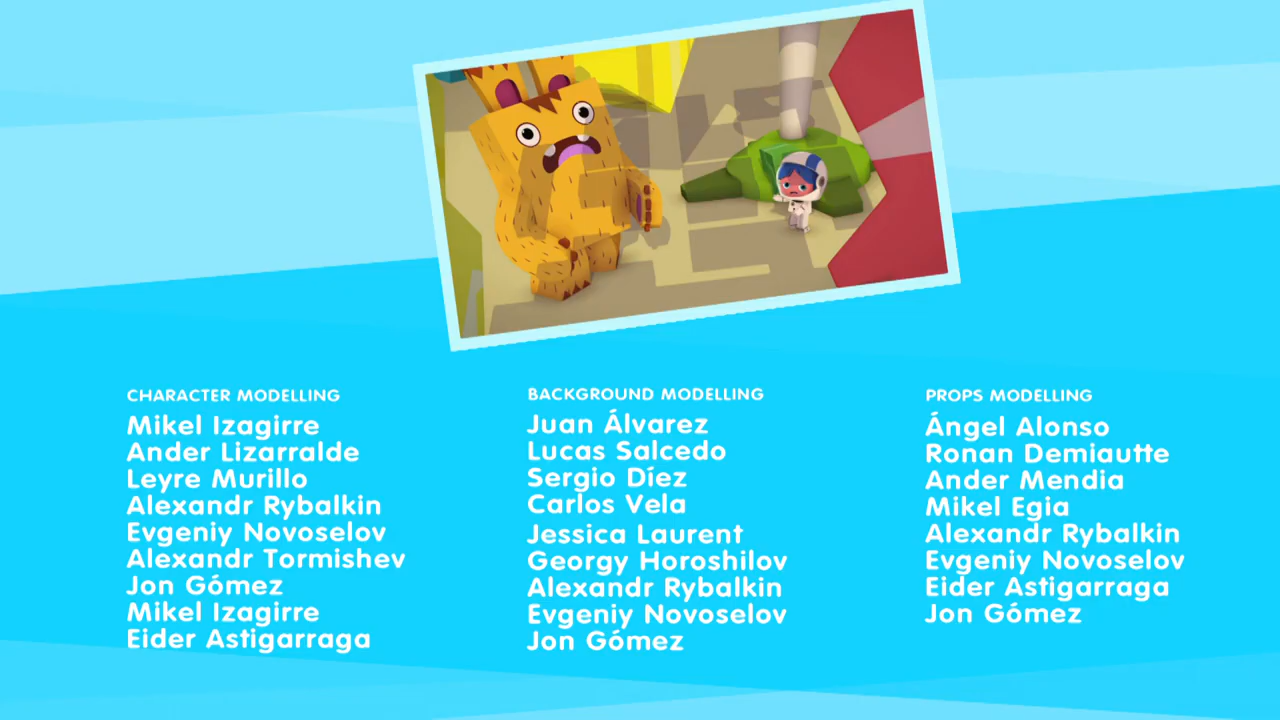 CHARACTER MODELLING
Mikel Izagirre
Ander Lizarralde
Leyre Murillo
Alexandr Rybalkin
Evgeniy Novoselov
Alexandr Tormishev
Jon Gómez
Mikel Izagirre
Eider Astigarraga
BACKGROUND MODELLING
Juan Álvarez
Lucas Salcedo
Sergio Díez
Carlos Vela
Jessica Laurent
Georgy Horoshilov
Alexandr Rybalkin
Evgeniy Novoselov
Jon Gómez
PROPS MODELLING
Ángel Alonso
Ronan Demiautte
Ander Mendia
Mikel Egia
Alexandr Rybalkin
Evgeniy Novoselov
Eider Astigarraga
Jon Gómez